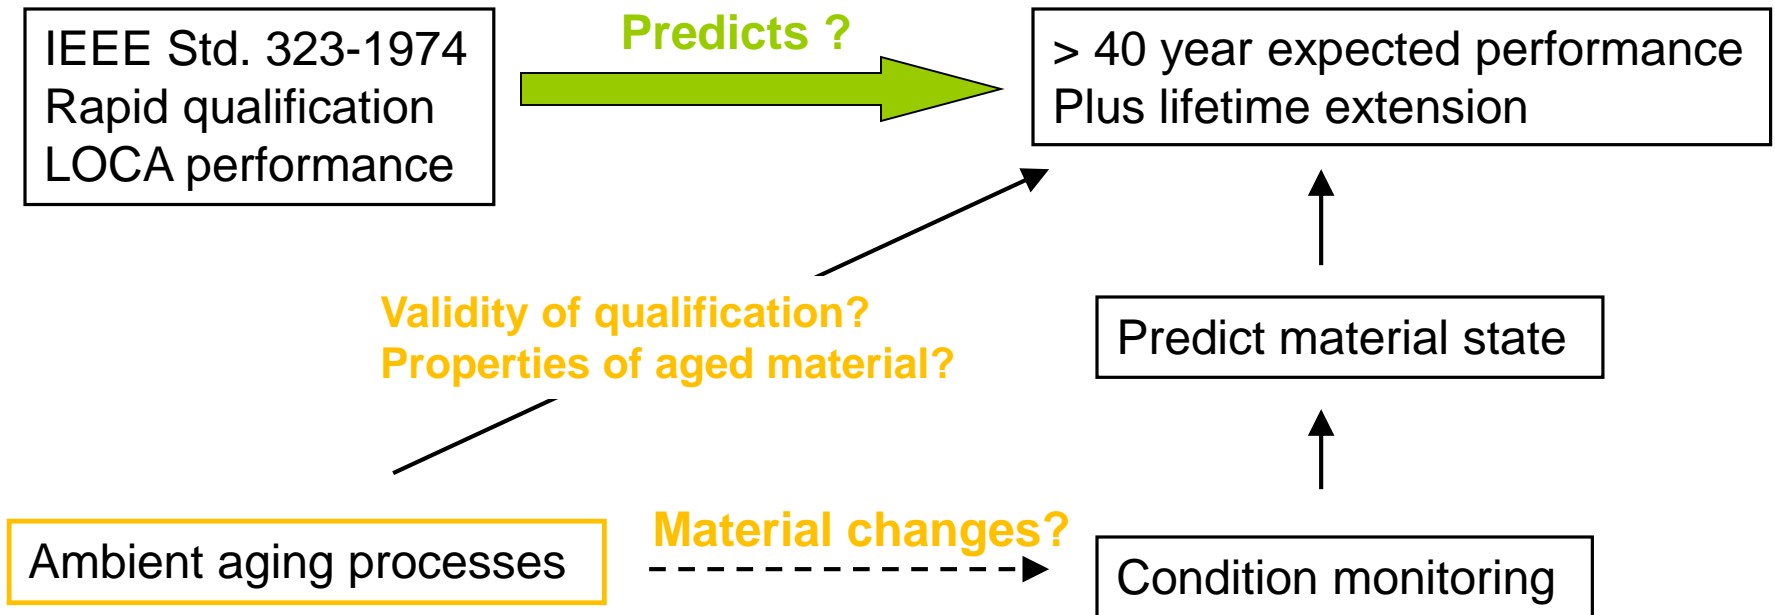 IEEE Std. 323-1974
Rapid qualification
LOCA performance
Predicts ?
> 40 year expected performance
Plus lifetime extension
Validity of qualification?
Properties of aged material?
Predict material state
Ambient aging processes
Material changes?
Condition monitoring